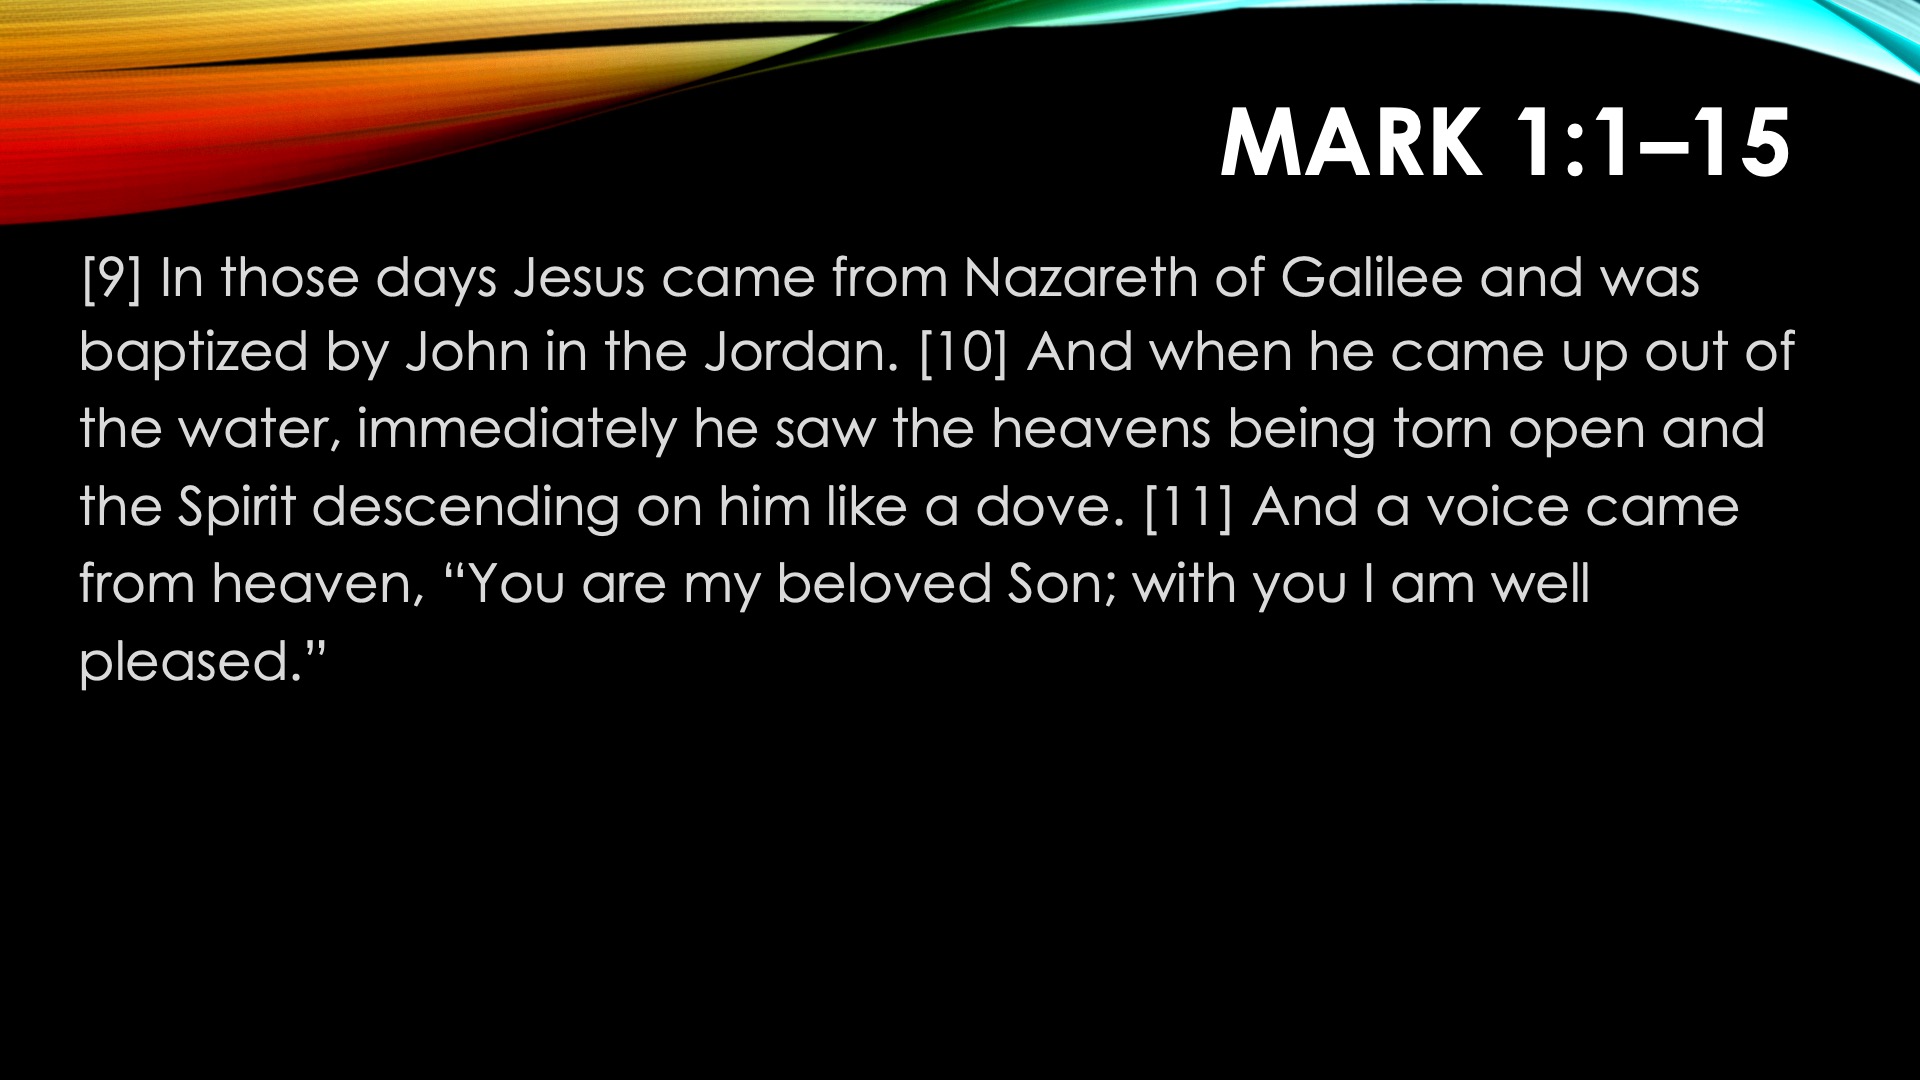 MARK 1:1–15
[9] In those days Jesus came from Nazareth of Galilee and was
baptized by John in the Jordan. [10] And when he came up out of
the water, immediately he saw the heavens being torn open and
the Spirit descending on him like a dove. [11] And a voice came
from heaven, “You are my beloved Son; with you I am well
pleased.”